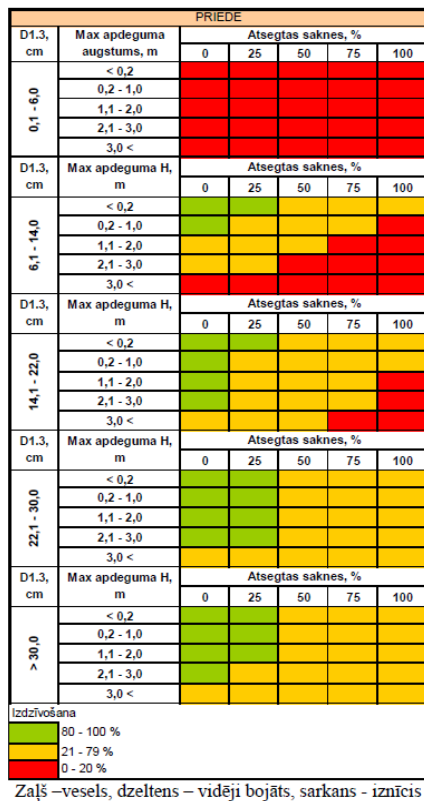 PRIEDE
D1.3, cm Max apdeguma augstums, m Atsegtas saknes, %
0 25 50 75 100
0,1 - 6,0
< 0,2
0,2 - 1,0
1,1 - 2,0
2,1 - 3,0
3,0 <
D1.3, cm Max apdeguma H, m Atsegtas saknes, %
0 25 50 75 100
6,1 - 14,0
< 0,2
0,2 - 1,0
1,1 - 2,0
2,1 - 3,0
3,0 <
D1.3, cm Max apdeguma H, m Atsegtas saknes, %
0 25 50 75 100
14,1 - 22,0
< 0,2
0,2 - 1,0
1,1 - 2,0
2,1 - 3,0
3,0 <
D1.3, cm Max apdeguma H, m Atsegtas saknes, %
0 25 50 75 100
22,1 - 30,0
< 0,2
0,2 - 1,0
1,1 - 2,0
2,1 - 3,0
3,0 <
D1.3, cm Max apdeguma H, m Atsegtas saknes, %
0 25 50 75 100
> 30,0
< 0,2
0,2 - 1,0
1,1 - 2,0
2,1 - 3,0
3,0 <
Izdzīvošana
80 - 100 %
21 - 79 %
0 - 20 %
Zaļš –vesels, dzeltens – vidēji bojāts, sarkans - iznīcis